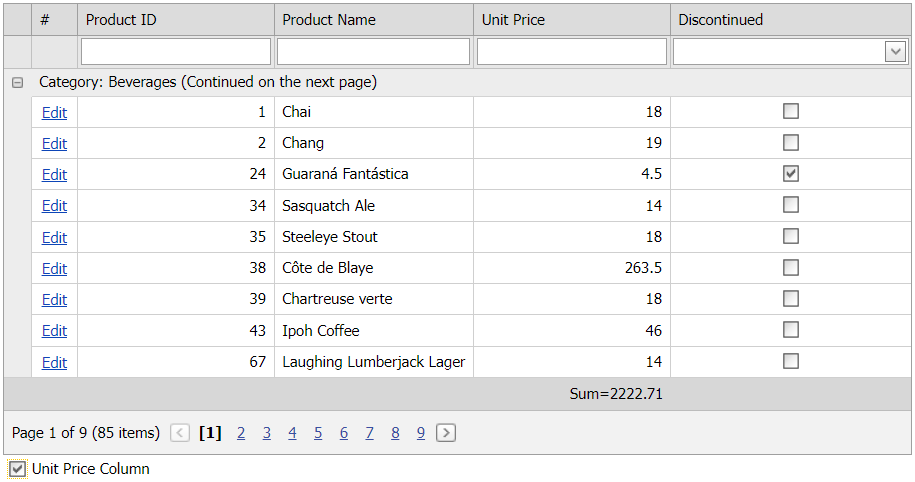 # Product ID Product Name Unit Price Discontinued
Category: Beverages (Continued on the next page)
Edit 1 Chai 18
Edit 2 Chang 19
Edit 24 Guaraná Fantástica 4.5
Edit 34 Sasquatch Ale 14
Edit 35 Steeleye Stout 18
Edit 38 Côte de Blaye 263.5
Edit 39 Chartreuse verte 18
Edit 43 Ipoh Coffee 46
Edit 67 Laughing Lumberjack Lager 14
Sum=2222.71
Page 1 of 9 (85 items) < [1] 2 3 4 5 6 7 8 9 >
Unit Price Column